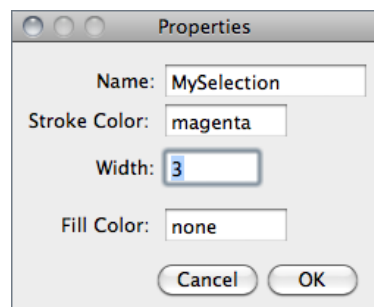 Properties
Name: MySelection
Stroke Color: magenta
Width: 3
Fill Color: none
Cancel OK